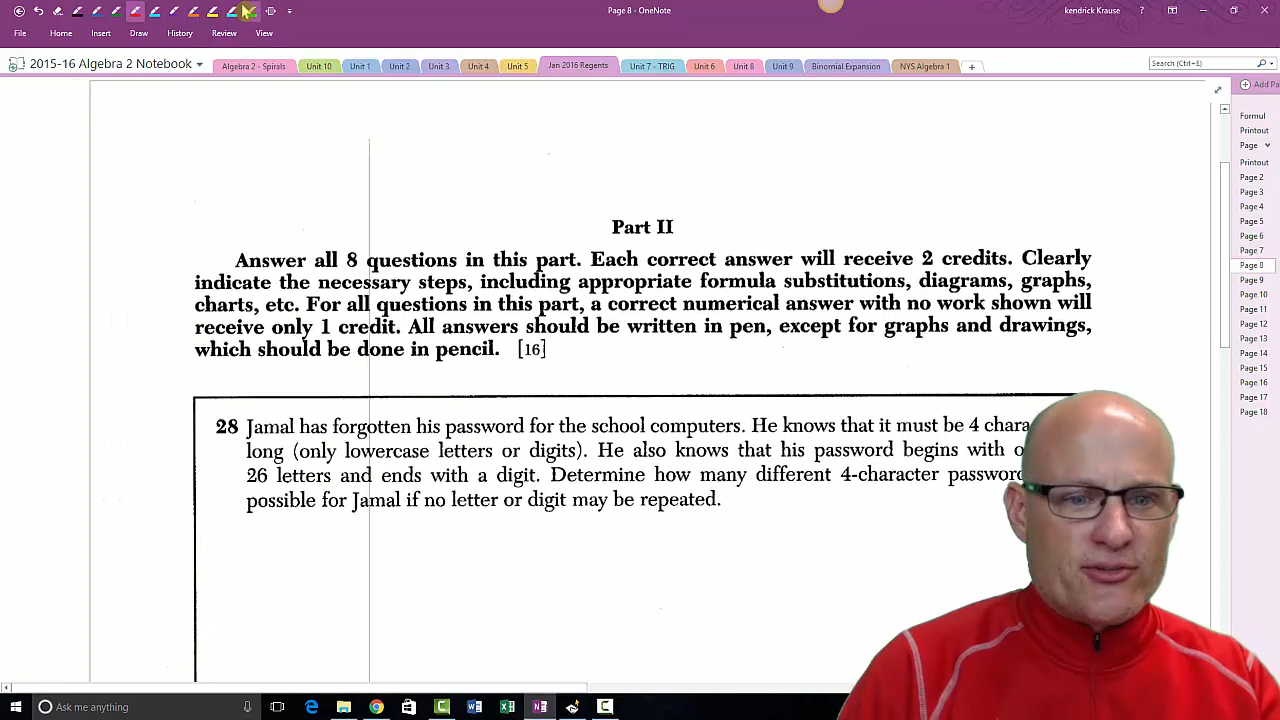 Page 8 - OneNote
kendrick Krause
?
File
Home
Insert
Draw
History
Review
View
2015-16 Algebra 2 Notebook
Algebra 2 - Spirals
Unit 10
Unit 1
Unit 2
Unit 3
Unit 4
Unit 5
Jan 2016 Regents
Unit 7 - TRIG
Unit 6
Unit 8
Unit 9
Binomial Expansion
NYS Algebra 1
+
Search (Ctrl+E)
Add Pa
Formul
Printout
Page
Printout
Page 2
Page 3
Page 4
Page 5
Page 6
Page 7
Page 8
Page 9
Page 10
Page 11
Page 12
Page 13
Page 14
Page 15
Page 16
Page 17
Page 18
Part II
Answer all 8 questions in this part. Each correct answer will receive 2 credits. Clearly
indicate the necessary steps, including appropriate formula substitutions, diagrams, graphs,
charts, etc. For all questions in this part, a correct numerical answer with no work shown will
receive only 1 credit. All answers should be written in pen, except for graphs and drawings,
which should be done in pencil. [16]
28 Jamal has forgotten his password for the school computers. He knows that it must be 4 chara
long (only lowercase letters or digits). He also knows that his password begins with o
26 letters and ends with a digit. Determine how many different 4-character password
possible for Jamal if no letter or digit may be repeated.
Ask me anything